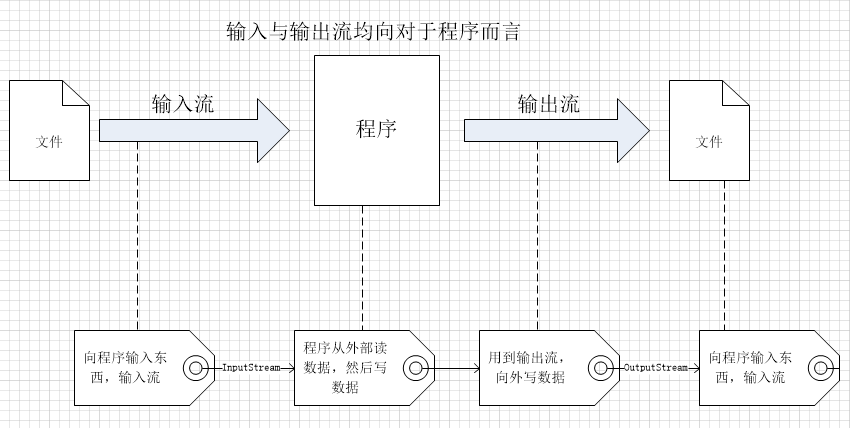 输入与输出流均向对于程序而言
输入流
输出流
文件
程序
文件
向程序输入东
西，输入流
InputStream
程序从外部读
数据，然后写
数据
用到输出流，
向外写数据
OutputStream
向程序输入东
西，输入流